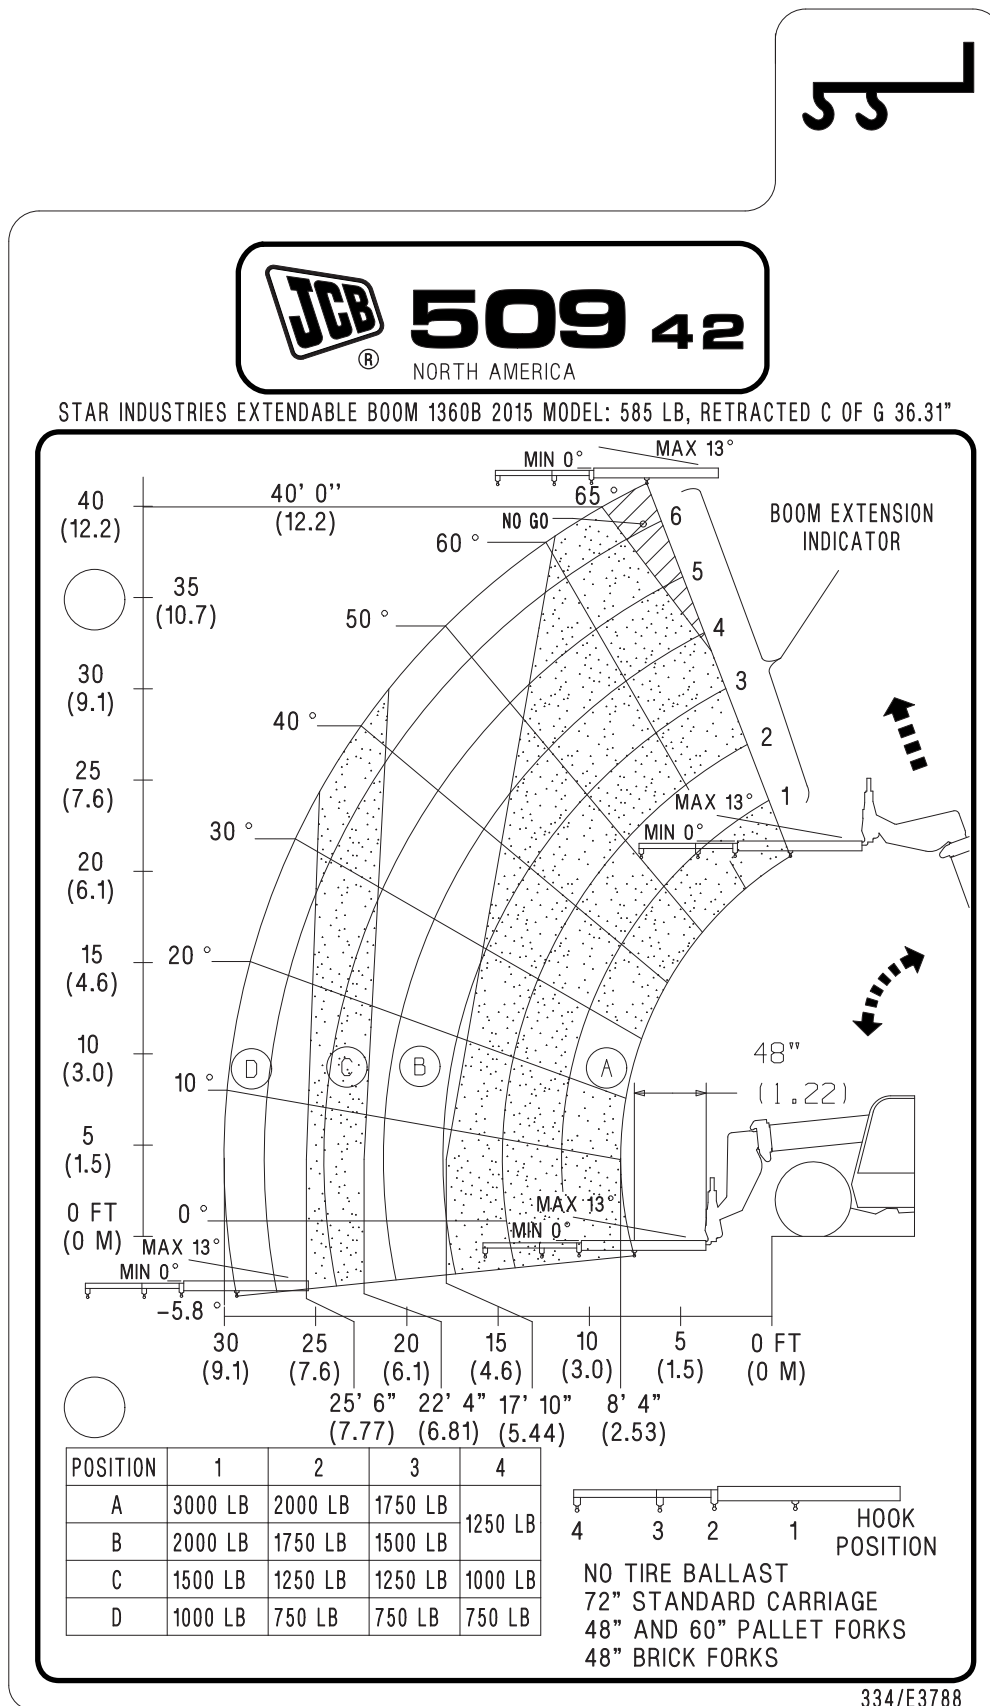 JCB
®
509 42
NORTH AMERICA
STAR INDUSTRIES EXTENDABLE BOOM 1360B 2015 MODEL: 585 LB, RETRACTED C OF G 36.31”
MAX 13°
MIN 0°
40
(12.2)
40' 0''
(12.2)
65 °
NO GO
6
BOOM EXTENSION
INDICATOR
60 °
5
35
(10.7)
50 °
4
30
(9.1)
3
40 °
2
25
(7.6)
1
MAX 13°
MIN 0°
30 °
20
(6.1)
20 °
15
(4.6)
10
(3.0)
D
C
B
A
48"
(1.22)
10 °
5
(1.5)
0 FT
(0 M)
0 °
MAX 13°
MIN 0°
MAX 13°
MIN 0°
-5.8 °
30
(9.1)
25
(7.6)
20
(6.1)
15
(4.6)
10
(3.0)
5
(1.5)
0 FT
(0 M)
25' 6”
(7.77)
22' 4”
(6.81)
17' 10”
(5.44)
8' 4”
(2.53)
POSITION 1 2 3 4
A 3000 LB 2000 LB 1750 LB 1250 LB
B 2000 LB 1750 LB 1500 LB
C 1500 LB 1250 LB 1250 LB 1000 LB
D 1000 LB 750 LB 750 LB 750 LB
4 3 2 1
HOOK
POSITION
NO TIRE BALLAST
72” STANDARD CARRIAGE
48” AND 60” PALLET FORKS
48” BRICK FORKS
334/E3788